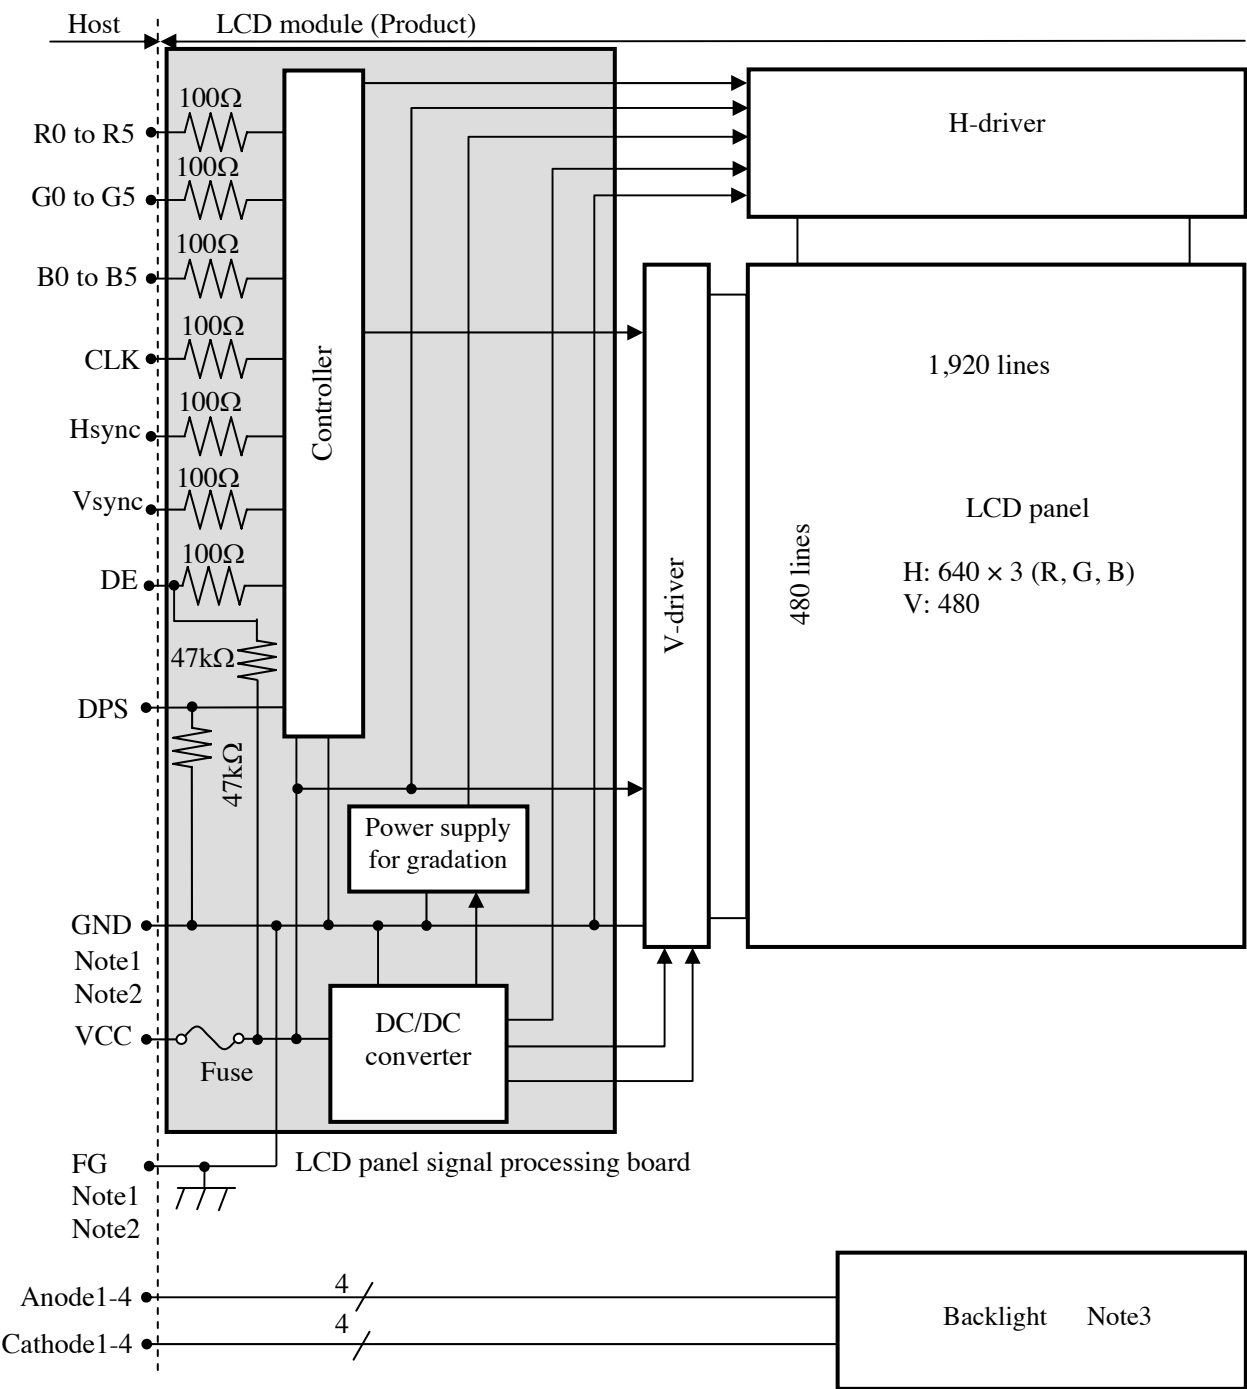 Host
LCD module (Product)
100Ω
R0 to R5
100Ω
G0 to G5
100Ω
B0 to B5
100Ω
CLK
100Ω
Hsync
100Ω
Vsync
100Ω
DE
47kΩ
DPS
47kΩ
Controller
H-driver
V-driver
1,920 lines
480 lines
LCD panel
H: 640 × 3 (R, G, B)
V: 480
Power supply
for gradation
GND
Note1
Note2
VCC
Fuse
DC/DC
converter
FG
Note1
Note2
LCD panel signal processing board
Anode1-4
4
Cathode1-4
4
Backlight Note3